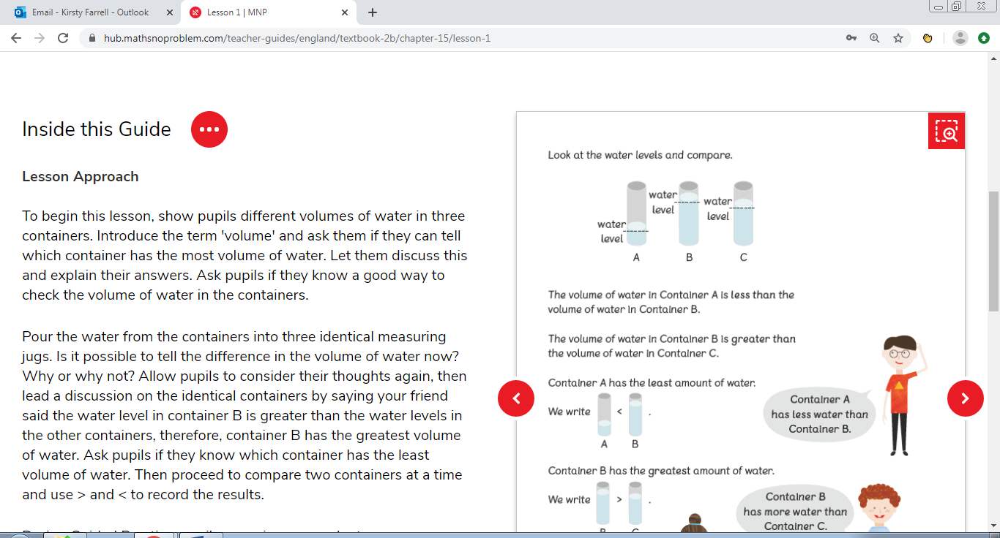 Email - Kirsty Farrell - Outlook
Lesson 1 | MNP
hub.mathsnoproblem.com/teacher-guides/england/textbook-2b/chapter-15/lesson-1
Inside this Guide
Lesson Approach
To begin this lesson, show pupils different volumes of water in three
containers. Introduce the term 'volume' and ask them if they can tell
which container has the most volume of water. Let them discuss this
and explain their answers. Ask pupils if they know a good way to
check the volume of water in the containers.
Pour the water from the containers into three identical measuring
jugs. Is it possible to tell the difference in the volume of water now?
Why or why not? Allow pupils to consider their thoughts again, then
lead a discussion on the identical containers by saying your friend
said the water level in container B is greater than the water levels in
the other containers, therefore, container B has the greatest volume
of water. Ask pupils if they know which container has the least
volume of water. Then proceed to compare two containers at a time
and use > and < to record the results.
Look at the water levels and compare.
water
level
water
level
water
level
A B C
The volume of water in Container A is less than the
volume of water in Container B.
The volume of water in Container B is greater than
the volume of water in Container C.
Container A has the least amount of water.
We write < .
A B
Container A
has less water than
Container B.
Container B has the greatest amount of water.
We write > .
B C
Container B
has more water than
Container C.